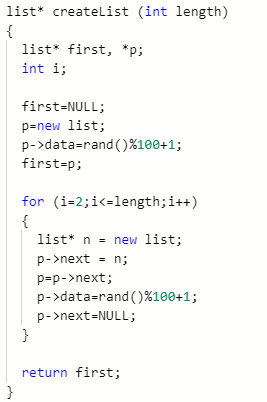 list* createList (int length)
{
  list* first, *p;
  int i;

  first=NULL;
  p=new list;
  p->data=rand()%100+1;
  first=p;

  for (i=2;i<=length;i++)
  {
    list* n = new list;
    p->next = n;
    p=p->next;
    p->data=rand()%100+1;
    p->next=NULL;
  }

  return first;
}